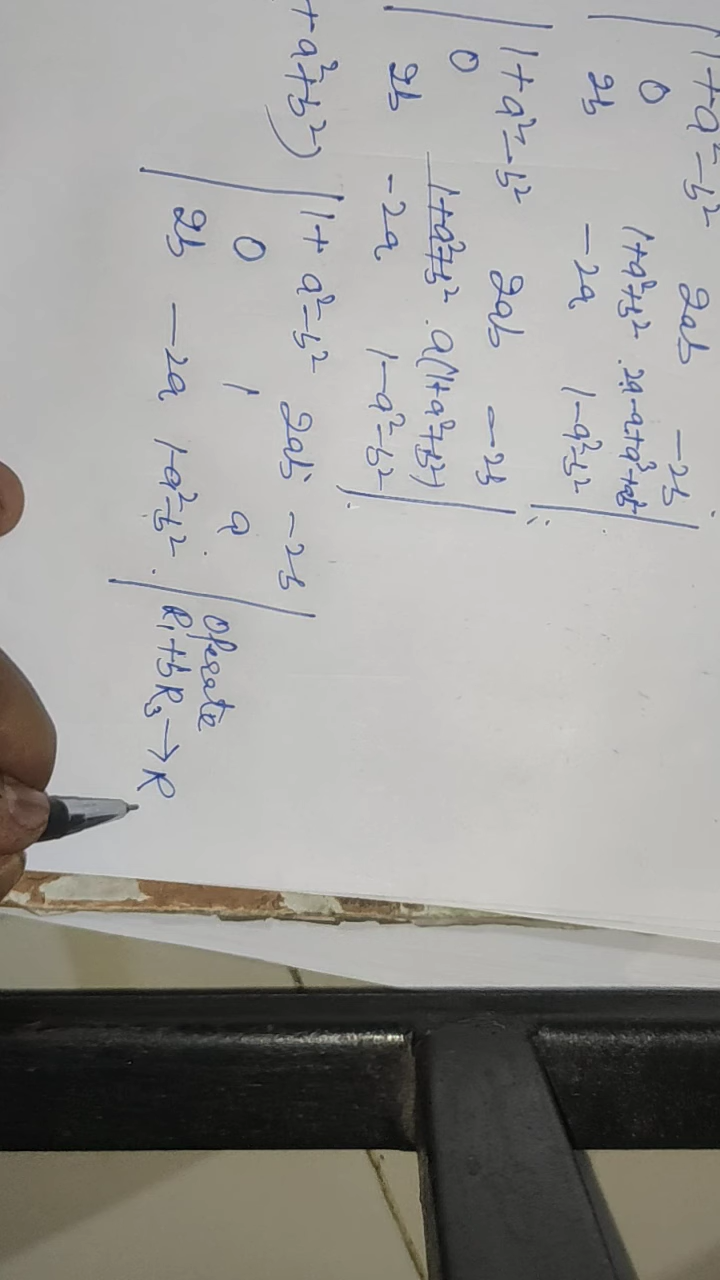 1+a²-b² 2ab -2b
0 1+a²+b² 2a-a+a³+ab²
2b -2a 1-a²-b²
1+a²-b² 2ab -2b
0 1+a²+b² a(1+a²+b²)
2b -2a 1-a²-b²
+a²+b²)
1+a²-b² 2ab -2b
0 1 a
2b -2a 1-a²-b²
Operate
R₁+bR₃→R